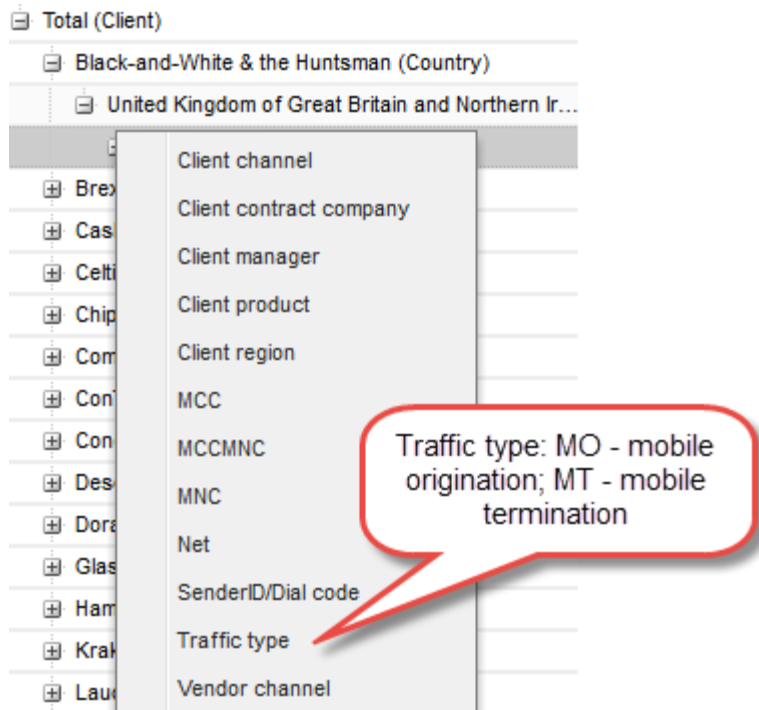 Total (Client)
Black-and-White & the Huntsman (Country)
United Kingdom of Great Britain and Northern Ir...
Client channel
Client contract company
Client manager
Client product
Client region
MCC
MCCMNC
MNC
Net
SenderID/Dial code
Traffic type
Vendor channel
Traffic type: MO - mobile
origination; MT - mobile
termination